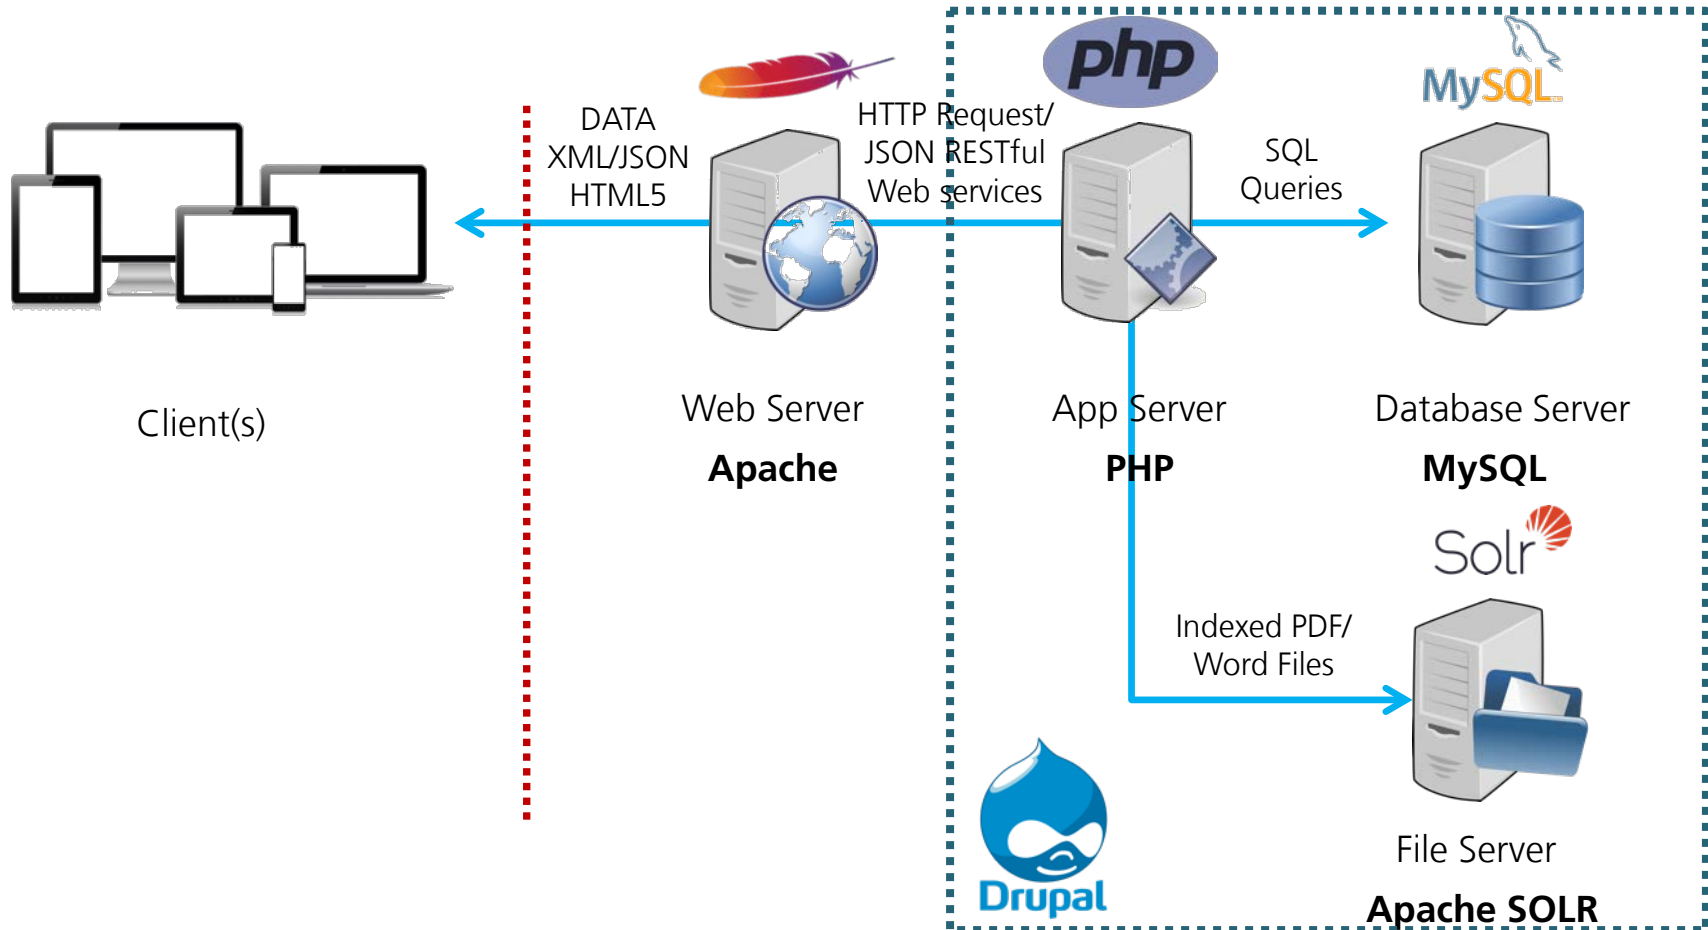 php
MySQL
DATA
XML/JSON
HTML5
HTTP Request/
JSON RESTful
Web services
SQL
Queries
Client(s)
Web Server
Apache
App Server
PHP
Database Server
MySQL
Solr
Indexed PDF/
Word Files
Drupal
File Server
Apache SOLR